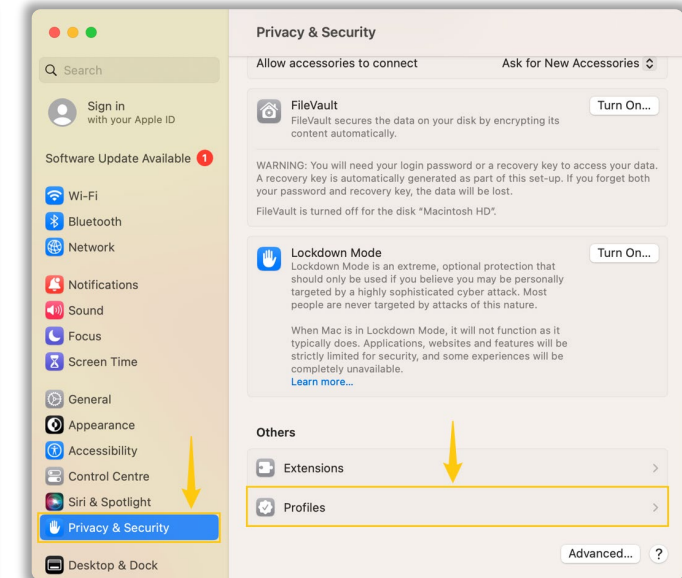 Privacy & Security
Search
Sign in
with your Apple ID
Software Update Available 1
Wi-Fi
Bluetooth
Network
Notifications
Sound
Focus
Screen Time
General
Appearance
Accessibility
Control Centre
Siri & Spotlight
Privacy & Security
Desktop & Dock
Allow accessories to connect Ask for New Accessories
FileVault Turn On...
FileVault secures the data on your disk by encrypting its
content automatically.
WARNING: You will need your login password or a recovery key to access your data.
A recovery key is automatically generated as part of this set-up. If you forget both
your password and recovery key, the data will be lost.
FileVault is turned off for the disk “Macintosh HD”.
Lockdown Mode Turn On...
Lockdown Mode is an extreme, optional protection that
should only be used if you believe you may be personally
targeted by a highly sophisticated cyber attack. Most
people are never targeted by attacks of this nature.
When Mac is in Lockdown Mode, it will not function as it
typically does. Applications, websites and features will be
strictly limited for security, and some experiences will be
completely unavailable.
Learn more...
Others
Extensions
Profiles
Advanced... ?